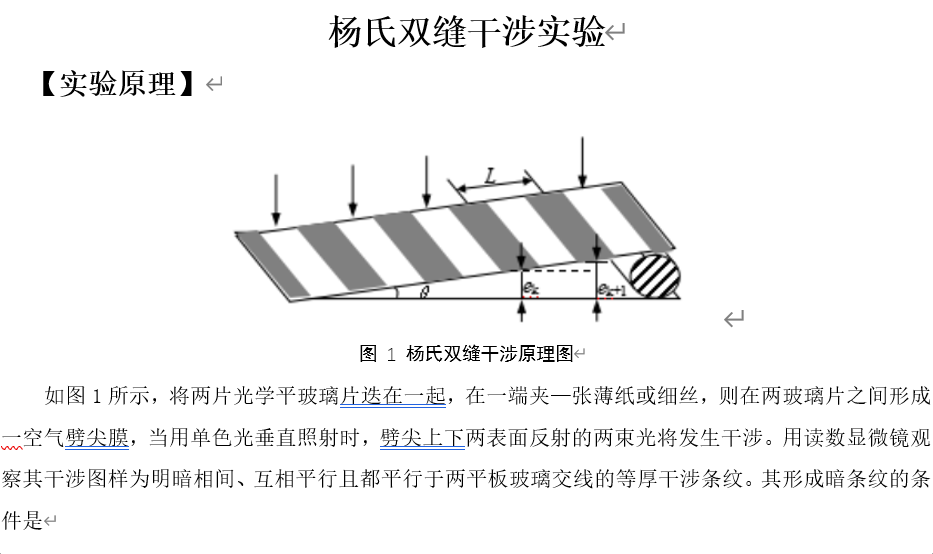 杨氏双缝干涉实验
【实验原理】
L
θ
eₖ
eₖ₊₁
图 1 杨氏双缝干涉原理图
如图1所示，将两片光学平玻璃片迭在一起，在一端夹—张薄纸或细丝，则在两玻璃片之间形成
一空气劈尖膜，当用单色光垂直照射时，劈尖上下两表面反射的两束光将发生干涉。用读数显微镜观
察其干涉图样为明暗相间、互相平行且都平行于两平板玻璃交线的等厚干涉条纹。其形成暗条纹的条
件是